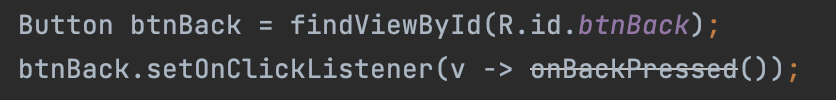 Button btnBack = findViewById(R.id.btnBack);
btnBack.setOnClickListener(v -> onBackPressed());